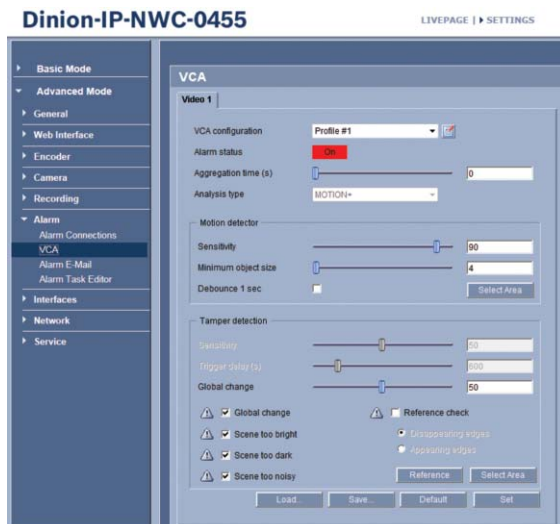 Dinion-IP-NWC-0455
LIVEPAGE | SETTINGS
Basic Mode
Advanced Mode
General
Web Interface
Encoder
Camera
Recording
Alarm
Alarm Connections
VCA
Alarm E-Mail
Alarm Task Editor
Interfaces
Network
Service
VCA
Video 1
VCA configuration Profile #1
Alarm status On
Aggregation time (s) 0
Analysis type MOTION+
Motion detector
Sensitivity 90
Minimum object size 4
Debounce 1 sec Select Area
Tamper detection
Sensitivity 50
Trigger delay (s) 600
Global change 50
Global change Reference check
Scene too bright Disappearing edges
Scene too dark Appearing edges
Scene too noisy Reference Select Area
Load... Save... Default Set